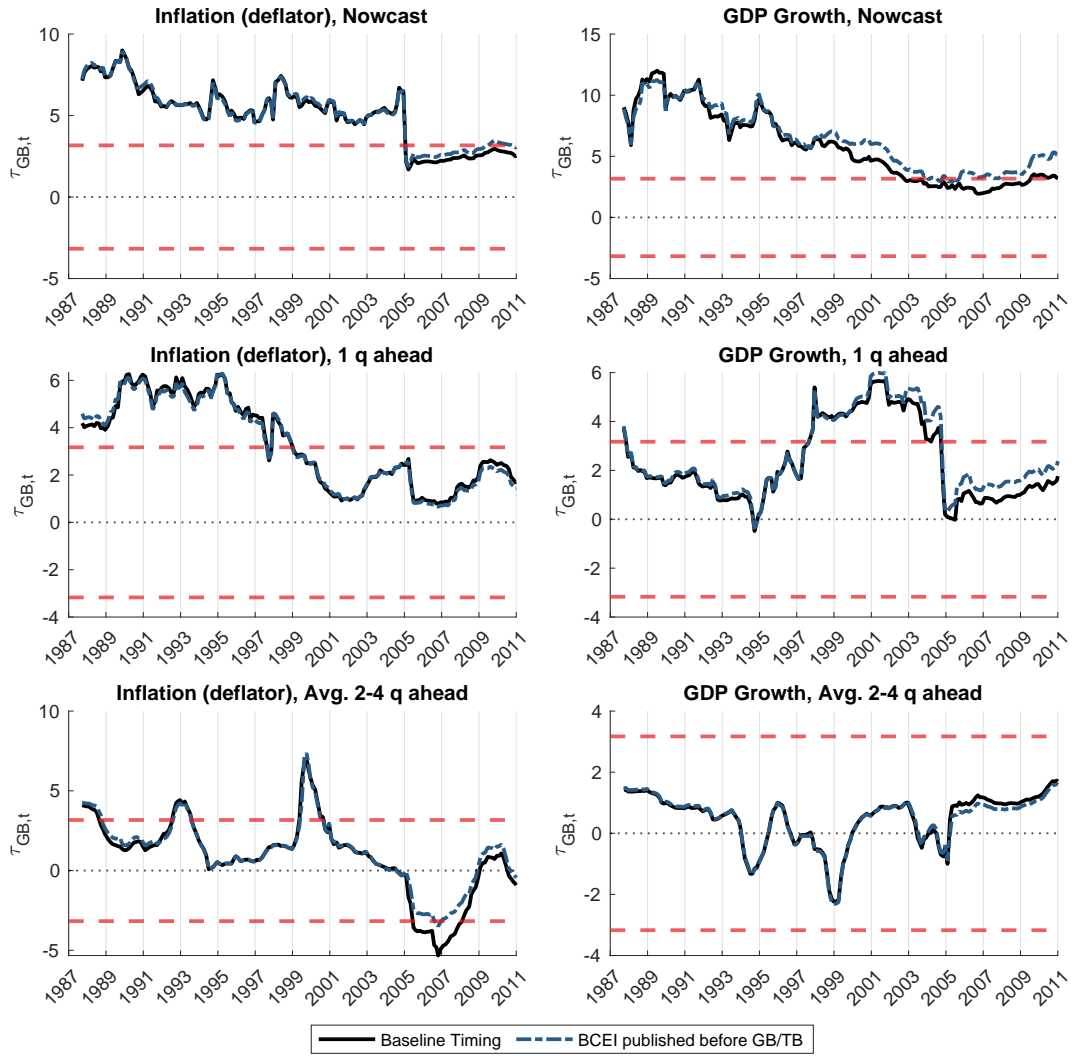 Inflation (deflator), Nowcast
10
5
0
-5
τGB,t
1987 1989 1991 1993 1995 1997 1999 2001 2003 2005 2007 2009 2011
GDP Growth, Nowcast
15
10
5
0
-5
1987 1989 1991 1993 1995 1997 1999 2001 2003 2005 2007 2009 2011
Inflation (deflator), 1 q ahead
6
4
2
0
-2
-4
τGB,t
1987 1989 1991 1993 1995 1997 1999 2001 2003 2005 2007 2009 2011
GDP Growth, 1 q ahead
6
4
2
0
-2
-4
1987 1989 1991 1993 1995 1997 1999 2001 2003 2005 2007 2009 2011
Inflation (deflator), Avg. 2-4 q ahead
10
5
0
-5
τGB,t
1987 1989 1991 1993 1995 1997 1999 2001 2003 2005 2007 2009 2011
GDP Growth, Avg. 2-4 q ahead
4
2
0
-2
-4
1987 1989 1991 1993 1995 1997 1999 2001 2003 2005 2007 2009 2011
Baseline Timing BCEI published before GB/TB